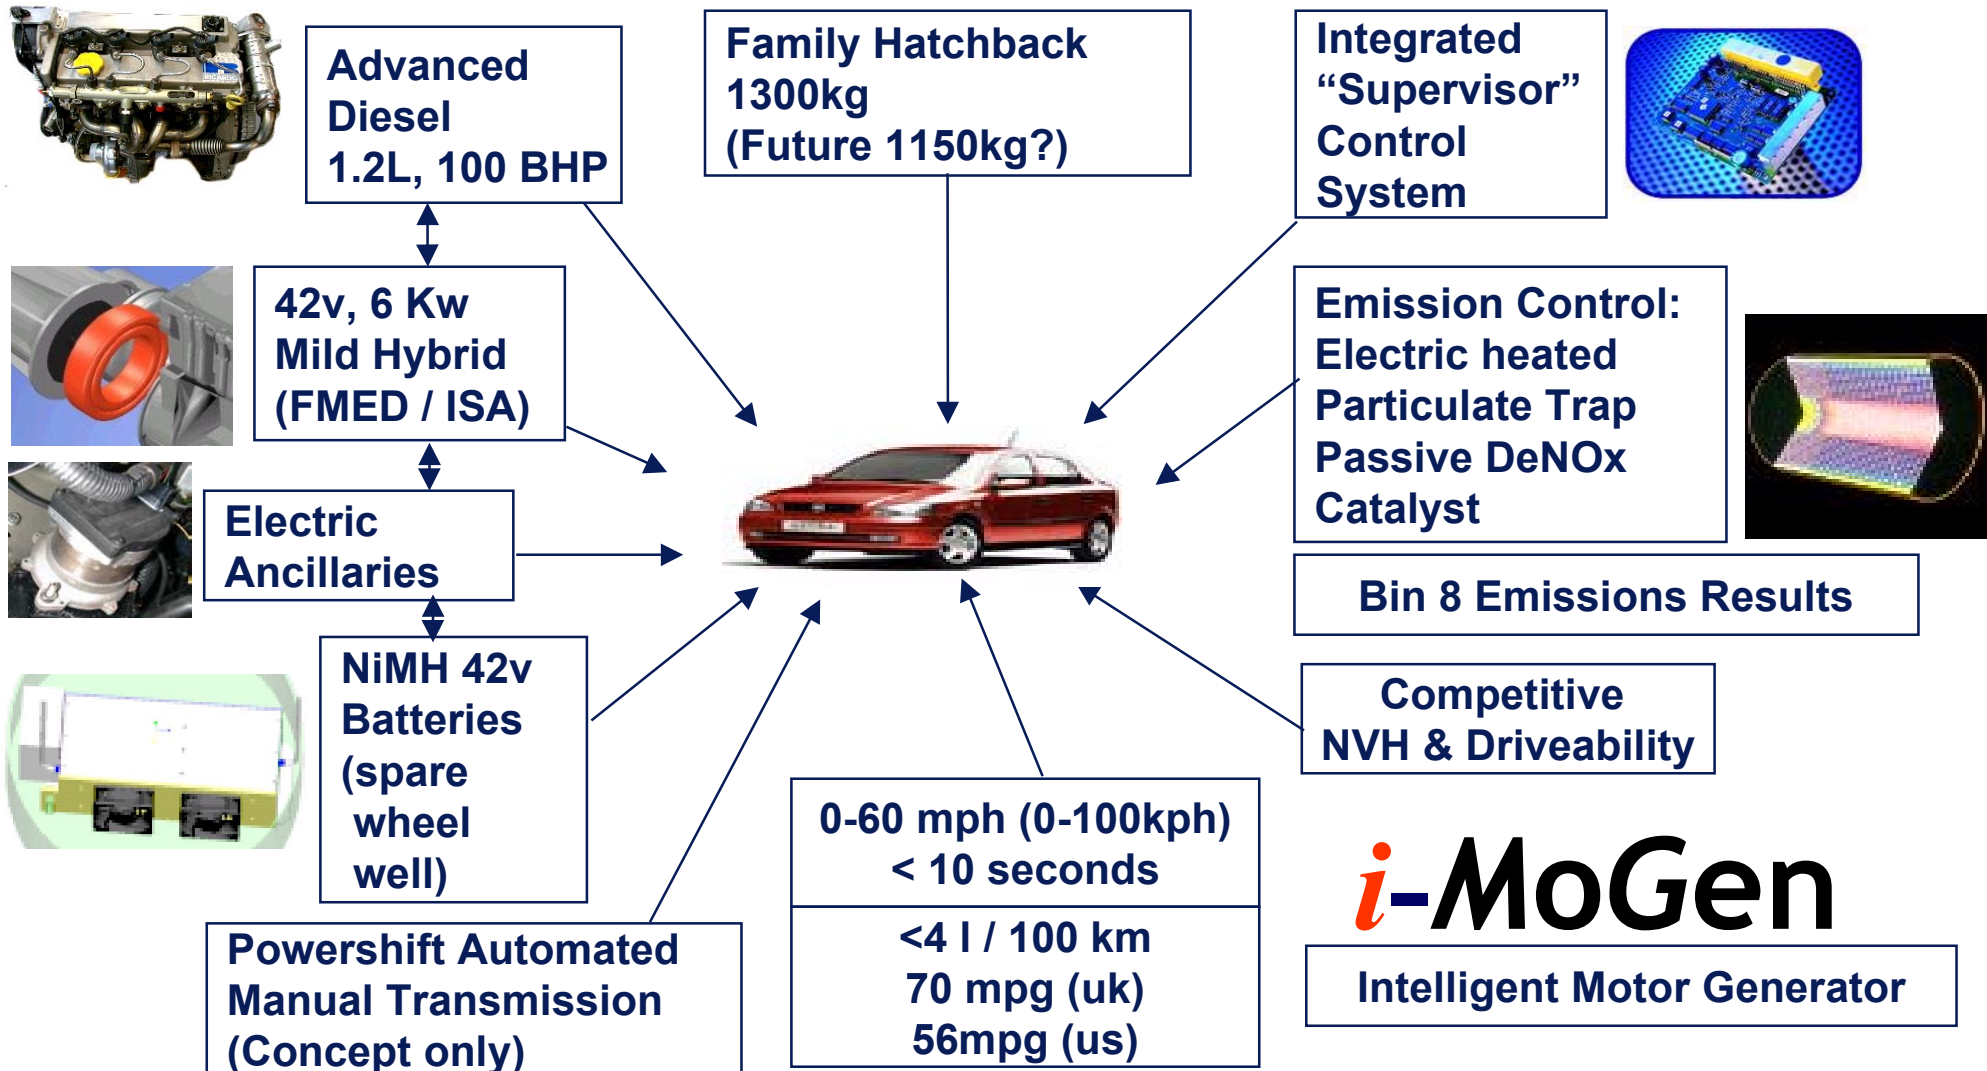 Advanced
Diesel
1.2L, 100 BHP
Family Hatchback
1300kg
(Future 1150kg?)
Integrated
“Supervisor”
Control
System
42v, 6 Kw
Mild Hybrid
(FMED / ISA)
Emission Control:
Electric heated
Particulate Trap
Passive DeNOx
Catalyst
Electric
Ancillaries
Bin 8 Emissions Results
NiMH 42v
Batteries
(spare
wheel
well)
Competitive
NVH & Driveability
0-60 mph (0-100kph)
< 10 seconds
<4 l / 100 km
70 mpg (uk)
56mpg (us)
Powershift Automated
Manual Transmission
(Concept only)
i-MoGen
Intelligent Motor Generator